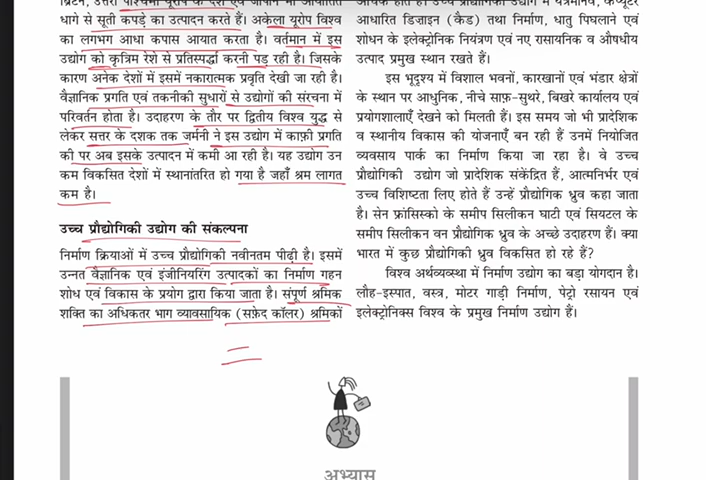 ब्रिटेन, उत्तरी पश्चिमी यूरोप के देश एवं जापान भी आयातित
धागे से सूती कपड़े का उत्पादन करते हैं। अकेला यूरोप विश्व
का लगभग आधा कपास आयात करता है। वर्तमान में इस
उद्योग को कृत्रिम रेशे से प्रतिस्पर्द्धा करनी पड़ रही है। जिसके
कारण अनेक देशों में इसमें नकारात्मक प्रवृति देखी जा रही है।
वैज्ञानिक प्रगति एवं तकनीकी सुधारों से उद्योगों की संरचना में
परिवर्तन होता है। उदाहरण के तौर पर द्वितीय विश्व युद्ध से
लेकर सत्तर के दशक तक जर्मनी ने इस उद्योग में काफ़ी प्रगति
की पर अब इसके उत्पादन में कमी आ रही है। यह उद्योग उन
कम विकसित देशों में स्थानांतरित हो गया है जहाँ श्रम लागत
कम है।
उच्च प्रौद्योगिकी उद्योग की संकल्पना
निर्माण क्रियाओं में उच्च प्रौद्योगिकी नवीनतम पीढ़ी है। इसमें
उन्नत वैज्ञानिक एवं इंजीनियरिंग उत्पादकों का निर्माण गहन
शोध एवं विकास के प्रयोग द्वारा किया जाता है। संपूर्ण श्रमिक
शक्ति का अधिकतर भाग व्यावसायिक (सफ़ेद कॉलर) श्रमिकों
आधारित डिज़ाइन (कैड) तथा निर्माण, धातु पिघलाने एवं
शोधन के इलेक्ट्रोनिक नियंत्रण एवं नए रसायनिक व औषधीय
उत्पाद प्रमुख स्थान रखते हैं।
इस भूदृश्य में विशाल भवनों, कारखानों एवं भंडार क्षेत्रों
के स्थान पर आधुनिक, नीचे साफ़-सुथरे, बिखरे कार्यालय एवं
प्रयोगशालाएँ देखने को मिलती हैं। इस समय जो भी प्रादेशिक
व स्थानीय विकास की योजनाएँ बन रही हैं उनमें नियोजित
व्यवसाय पार्क का निर्माण किया जा रहा है। वे उच्च
प्रौद्योगिकी उद्योग जो प्रादेशिक संकेंद्रित हैं, आत्मनिर्भर एवं
उच्च विशिष्टता लिए होते हैं उन्हें प्रौद्योगिक ध्रुव कहा जाता
है। सेन फ्रांसिस्को के समीप सिलीकन घाटी एवं सियटल के
समीप सिलीकन वन प्रौद्योगिक ध्रुव के अच्छे उदाहरण हैं। क्या
भारत में कुछ प्रौद्योगिकी ध्रुव विकसित हो रहे हैं?
विश्व अर्थव्यस्था में निर्माण उद्योग का बड़ा योगदान है।
लौह-इस्पात, वस्त्र, मोटर गाड़ी निर्माण, पेट्रो रसायन एवं
इलेक्ट्रोनिक्स विश्व के प्रमुख निर्माण उद्योग हैं।
अभ्यास